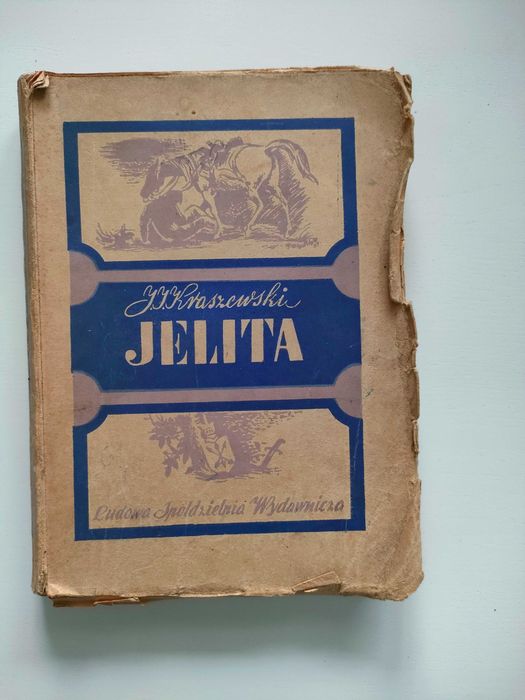 J.I. Kraszewski
JELITA
Ludowa Spółdzielnia Wydawnicza